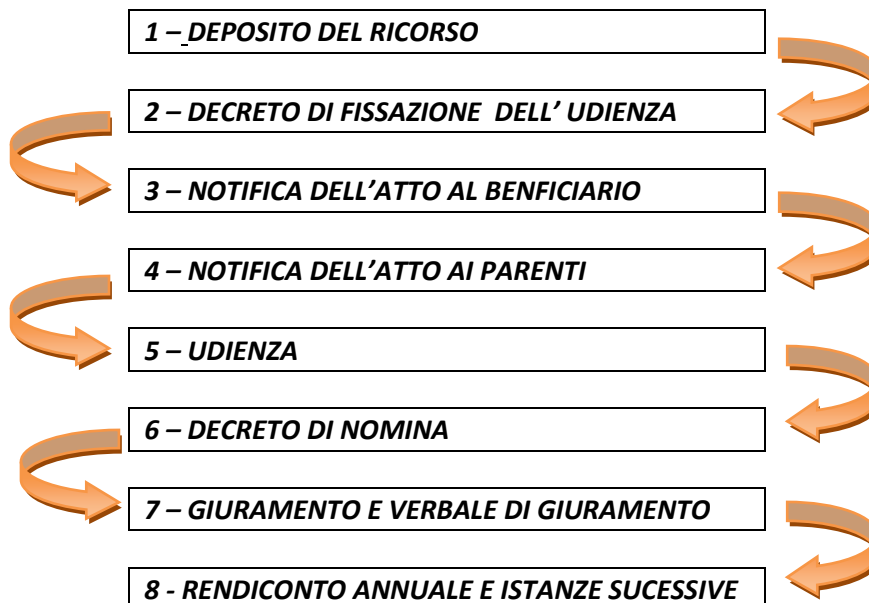 1 – DEPOSITO DEL RICORSO
2 – DECRETO DI FISSAZIONE DELL’ UDIENZA
3 – NOTIFICA DELL’ATTO AL BENFICIARIO
4 – NOTIFICA DELL’ATTO AI PARENTI
5 – UDIENZA
6 – DECRETO DI NOMINA
7 – GIURAMENTO E VERBALE DI GIURAMENTO
8 - RENDICONTO ANNUALE E ISTANZE SUCESSIVE